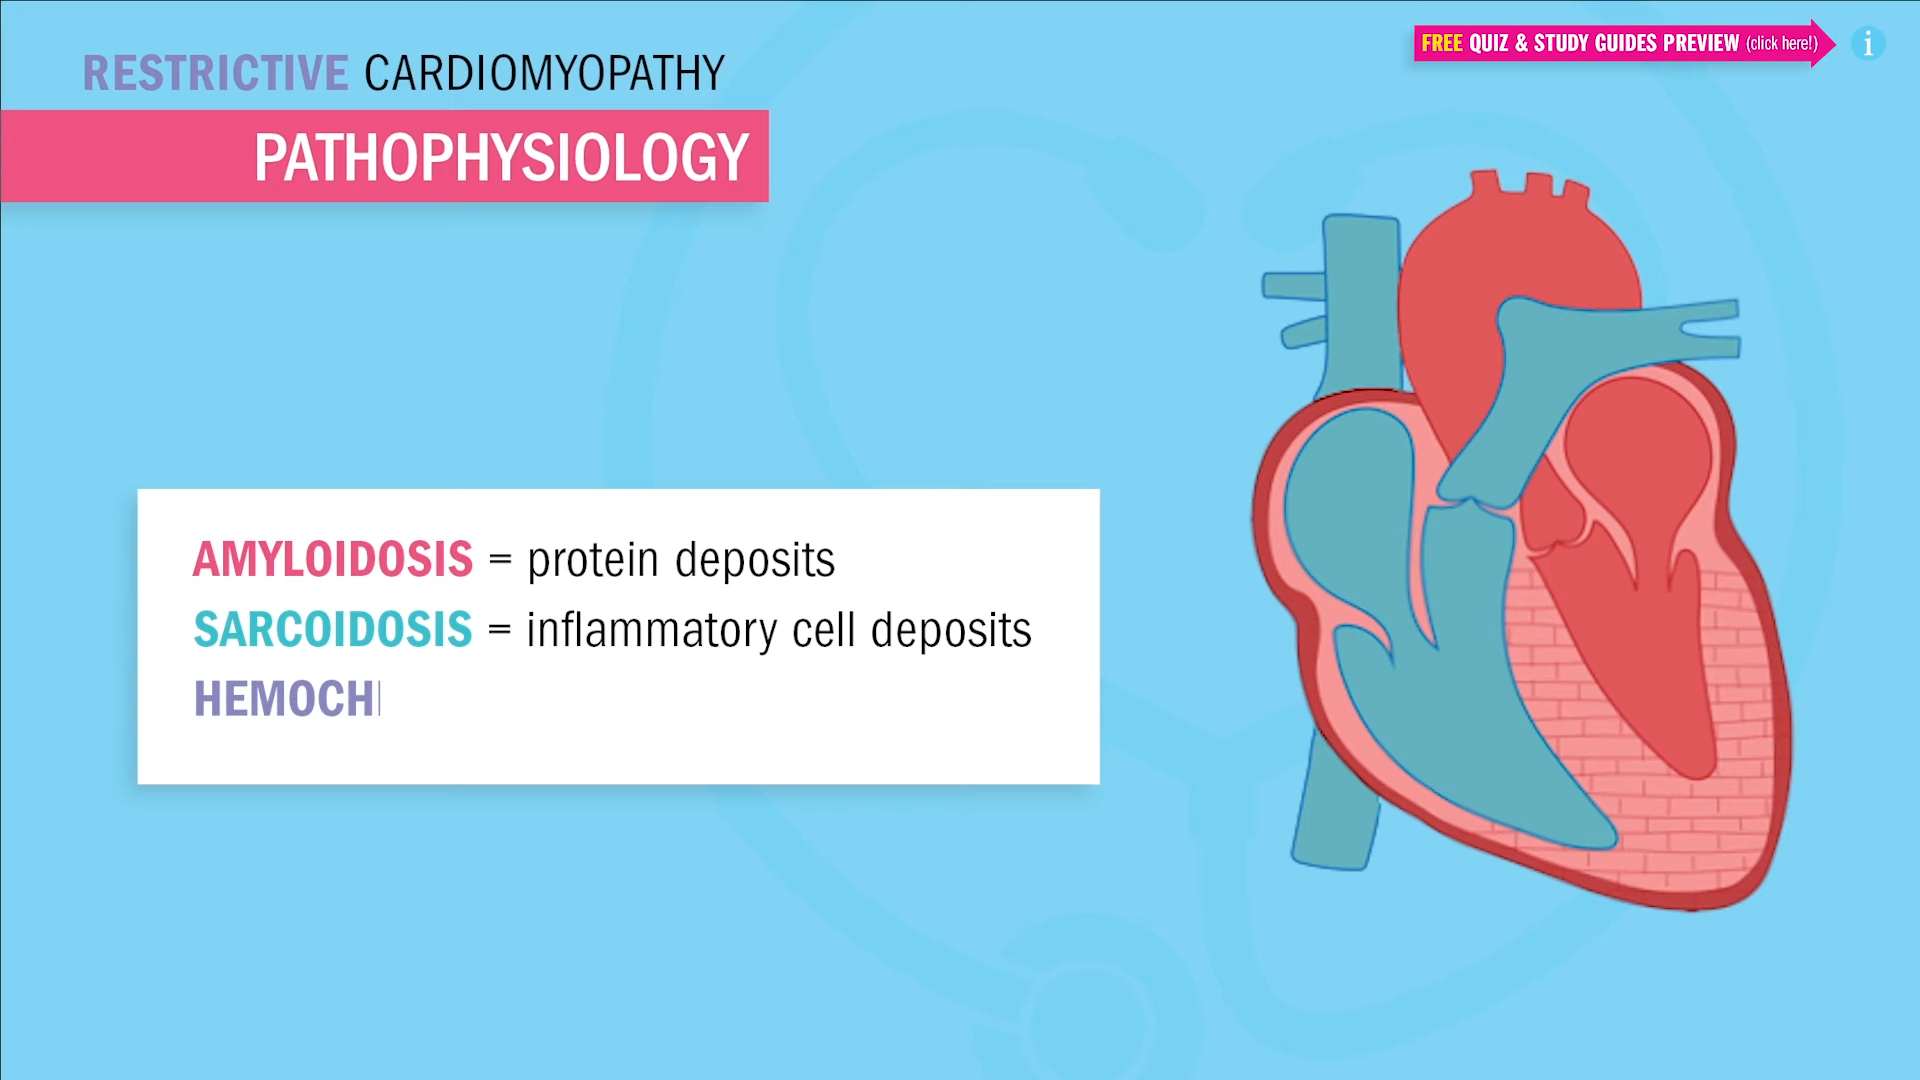 RESTRICTIVE CARDIOMYOPATHY
PATHOPHYSIOLOGY
FREE QUIZ & STUDY GUIDES PREVIEW (click here!)
i
AMYLOIDOSIS = protein deposits
SARCOIDOSIS = inflammatory cell deposits
HEMOCH